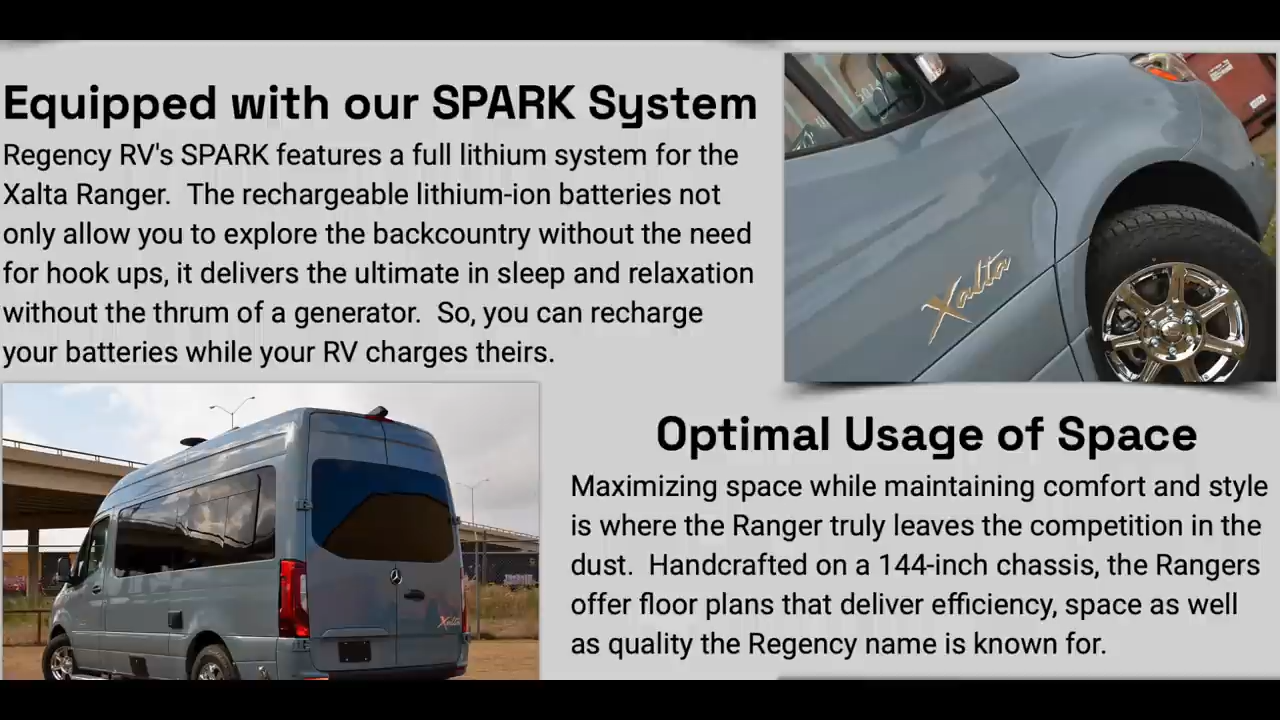 Equipped with our SPARK System
Regency RV's SPARK features a full lithium system for the
Xalta Ranger.  The rechargeable lithium-ion batteries not
only allow you to explore the backcountry without the need
for hook ups, it delivers the ultimate in sleep and relaxation
without the thrum of a generator.  So, you can recharge
your batteries while your RV charges theirs.
Xalta
Optimal Usage of Space
Maximizing space while maintaining comfort and style
is where the Ranger truly leaves the competition in the
dust.  Handcrafted on a 144-inch chassis, the Rangers
offer floor plans that deliver efficiency, space as well
as quality the Regency name is known for.
Xalta